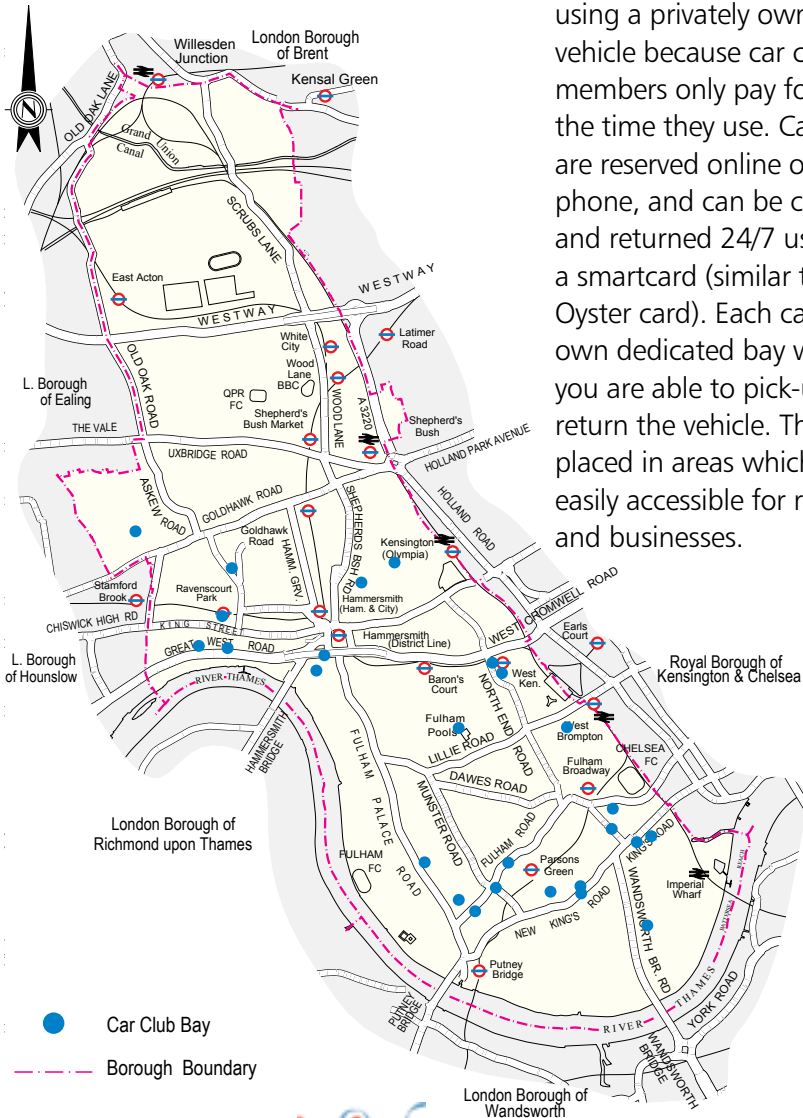 using a privately own
vehicle because car c
members only pay fo
the time they use. Ca
are reserved online o
phone, and can be c
and returned 24/7 us
a smartcard (similar t
Oyster card). Each ca
own dedicated bay w
you are able to pick-u
return the vehicle. Th
placed in areas which
easily accessible for r
and businesses.
Willesden
Junction
London Borough
of Brent
Kensal Green
OLD OAK LANE
N
Grand Union
Canal
SCRUBS LANE
East Acton
WESTWAY
WESTWAY
White
City
Latimer
Road
Wood
Lane
BBC
OLD OAK ROAD
L. Borough
of Ealing
QPR
FC
WOOD LANE
A3220
Shepherd's
Bush Market
Shepherd's
Bush
THE VALE
UXBRIDGE ROAD
HOLLAND PARK AVENUE
ASKEW ROAD
GOLDHAWK ROAD
SHEPHERDS BSH RD
HOLLAND ROAD
Goldhawk
Road
HAMM. GRV.
Kensington
(Olympia)
Stamford
Brook
Ravenscourt
Park
Hammersmith
(Ham. & City)
CHISWICK HIGH RD
KING STREET
Hammersmith
(District Line)
WEST CROMWELL ROAD
Earls
Court
GREAT WEST ROAD
L. Borough
of Hounslow
RIVER THAMES
Baron's
Court
West
Ken.
Royal Borough of
Kensington & Chelsea
HAMMERSMITH
BRIDGE
NORTH END ROAD
Fulham
Pools
West
Brompton
LILLIE ROAD
CHELSEA
FC
FULHAM PALACE ROAD
Fulham
Broadway
DAWES ROAD
MUNSTER ROAD
London Borough of
Richmond upon Thames
FULHAM ROAD
KING'S ROAD
FULHAM
FC
Parsons
Green
Imperial
Wharf
WANDSWORTH BR. RD
NEW KING'S ROAD
BATTERSEA REACH
Putney
Bridge
PUTNEY
BRIDGE
RIVER THAMES
YORK ROAD
WANDSWORTH
BRIDGE
Car Club Bay
Borough Boundary
London Borough of
Wandsworth